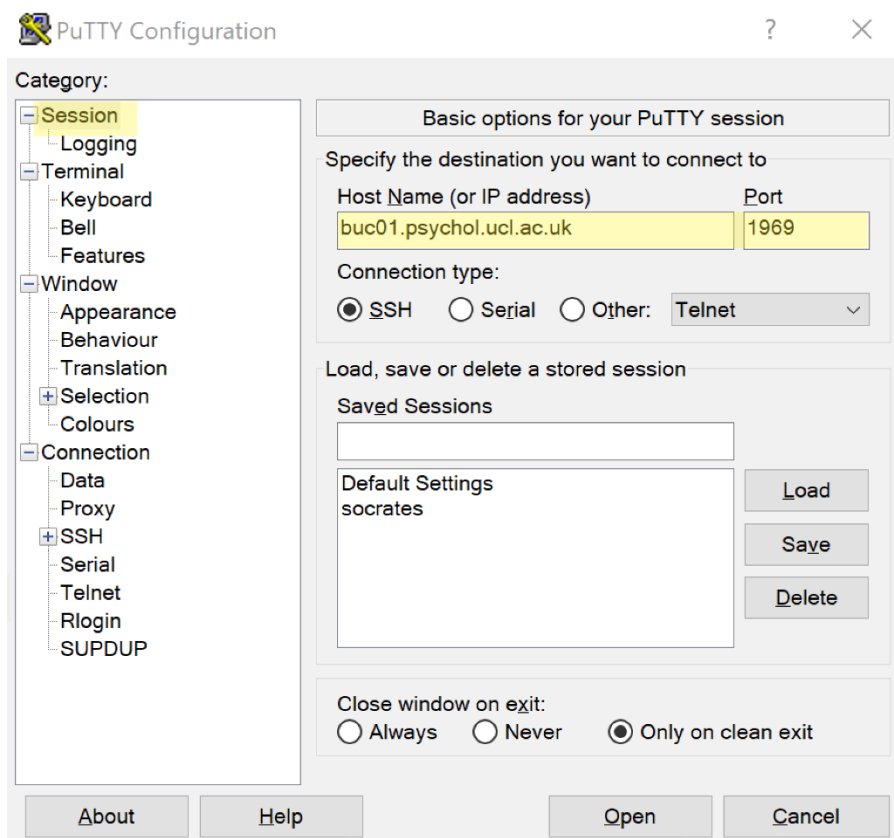 PuTTY Configuration
?
Category:
Session
Logging
Terminal
Keyboard
Bell
Features
Window
Appearance
Behaviour
Translation
Selection
Colours
Connection
Data
Proxy
SSH
Serial
Telnet
Rlogin
SUPDUP
Basic options for your PuTTY session
Specify the destination you want to connect to
Host Name (or IP address) Port
buc01.psychol.ucl.ac.uk 1969
Connection type:
SSH Serial Other: Telnet
Load, save or delete a stored session
Saved Sessions
Default Settings
socrates
Load
Save
Delete
Close window on exit:
Always Never Only on clean exit
About Help Open Cancel